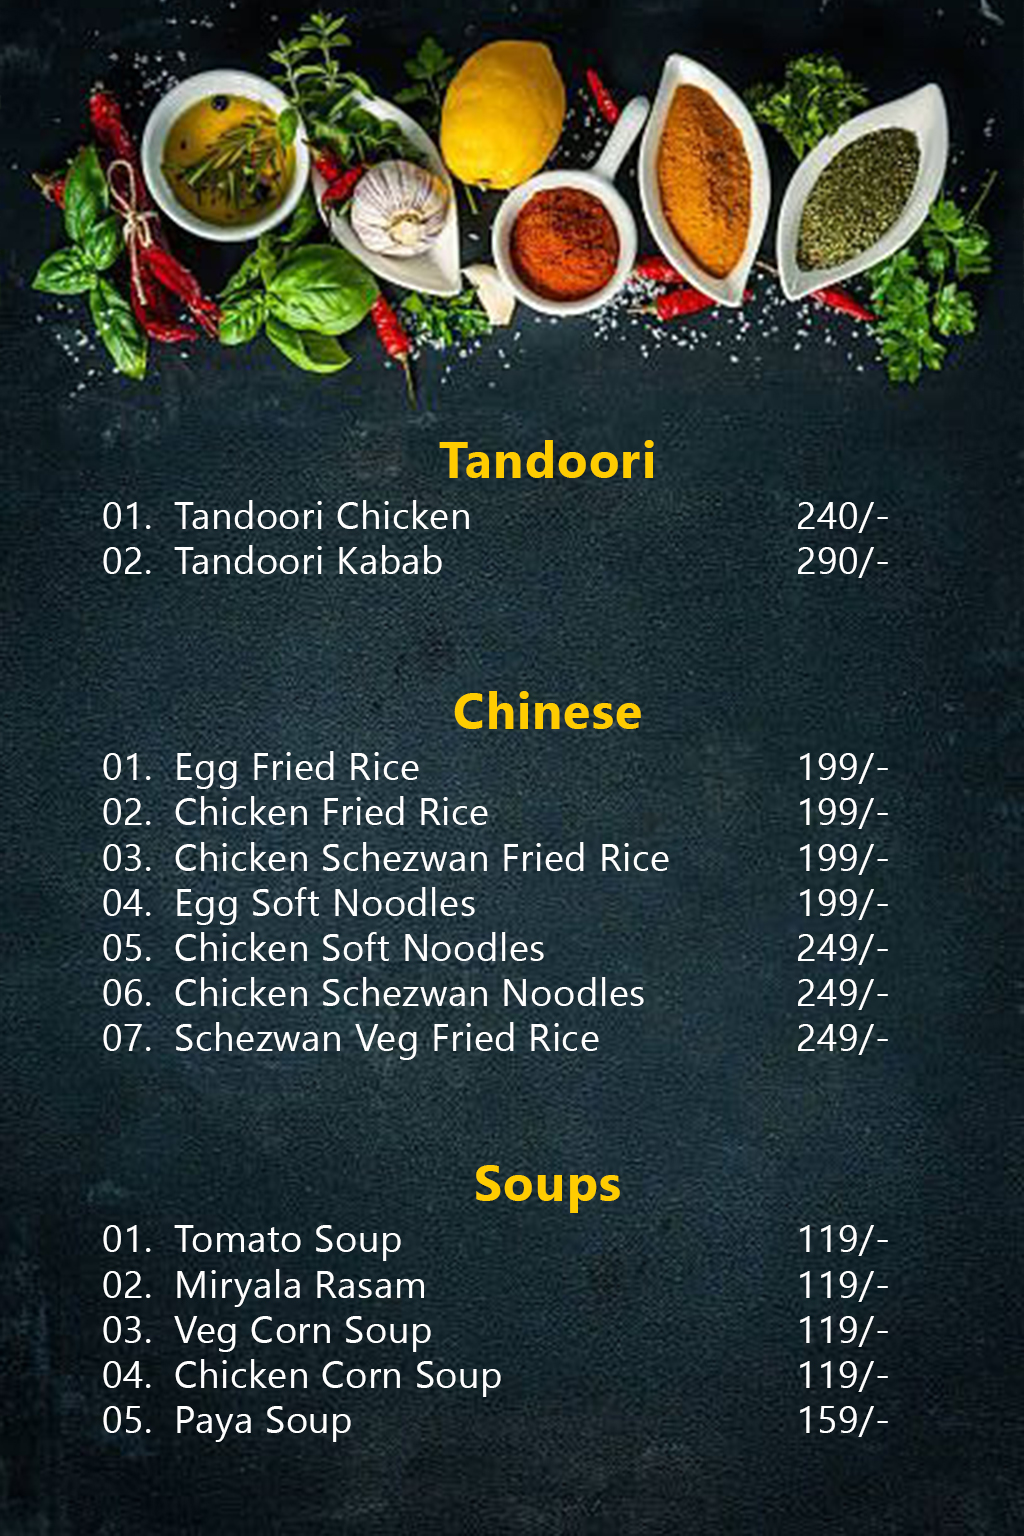 Tandoori
01. Tandoori Chicken 240/-
02. Tandoori Kabab 290/-
Chinese
01. Egg Fried Rice 199/-
02. Chicken Fried Rice 199/-
03. Chicken Schezwan Fried Rice 199/-
04. Egg Soft Noodles 199/-
05. Chicken Soft Noodles 249/-
06. Chicken Schezwan Noodles 249/-
07. Schezwan Veg Fried Rice 249/-
Soups
01. Tomato Soup 119/-
02. Miryala Rasam 119/-
03. Veg Corn Soup 119/-
04. Chicken Corn Soup 119/-
05. Paya Soup 159/-